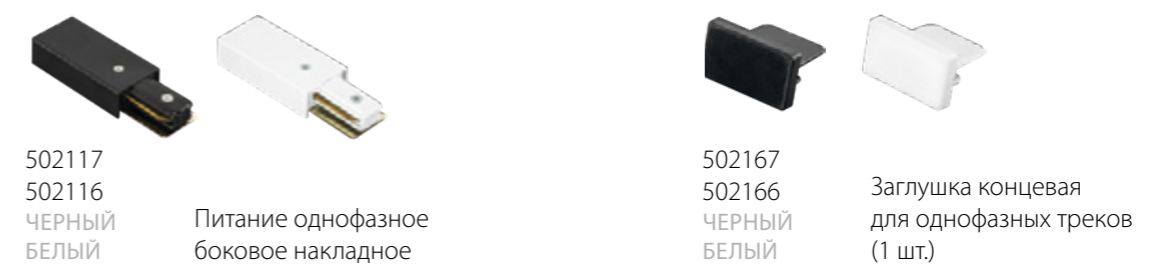 502117
502116
ЧЕРНЫЙ
БЕЛЫЙ
Питание однофазное
боковое накладное
502167
502166
ЧЕРНЫЙ
БЕЛЫЙ
Заглушка концевая
для однофазных треков
(1 шт.)